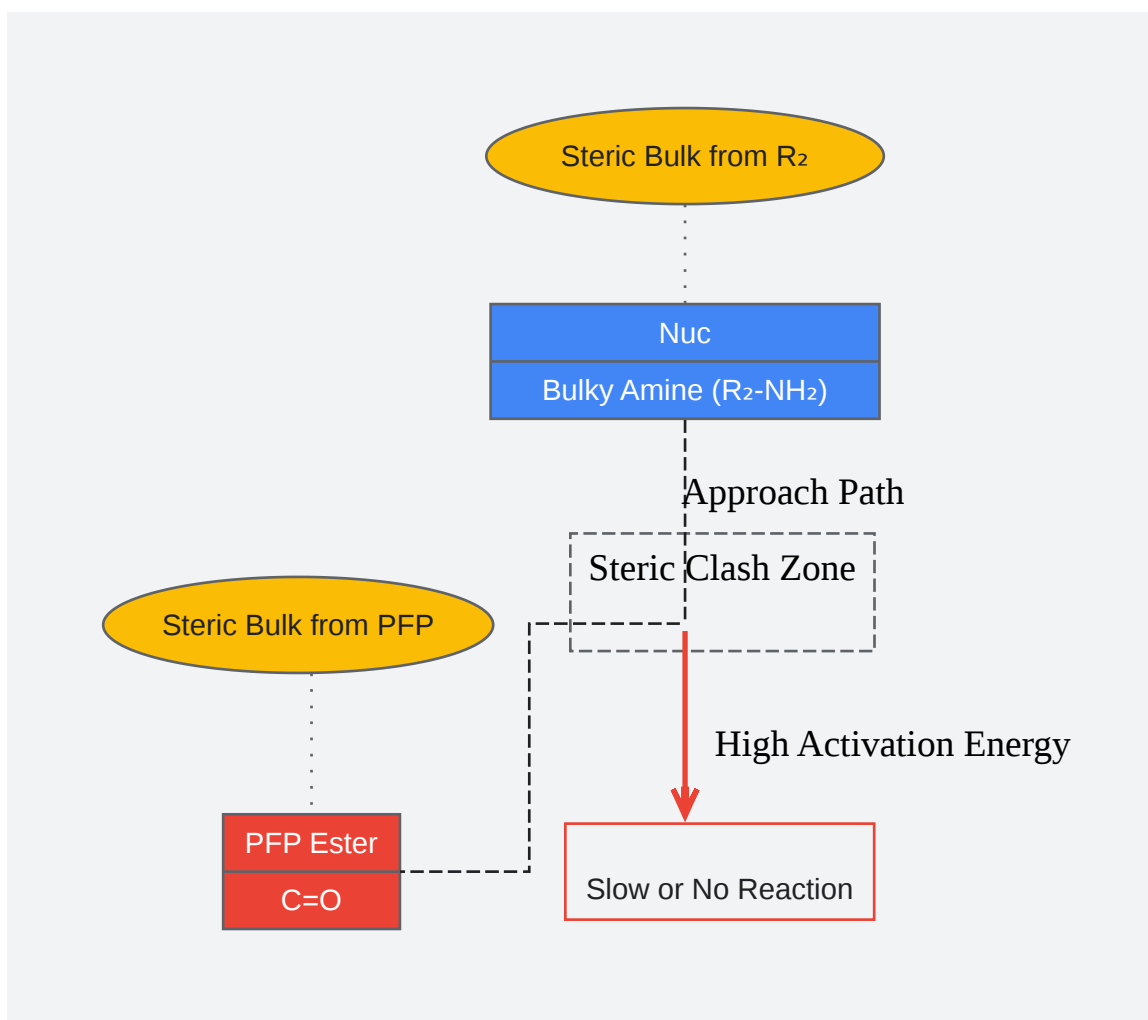 Steric Bulk from R₂
Nuc
Bulky Amine (R₂-NH₂)
Approach Path
Steric Clash Zone
Steric Bulk from PFP
High Activation Energy
PFP Ester
C=O
Slow or No Reaction